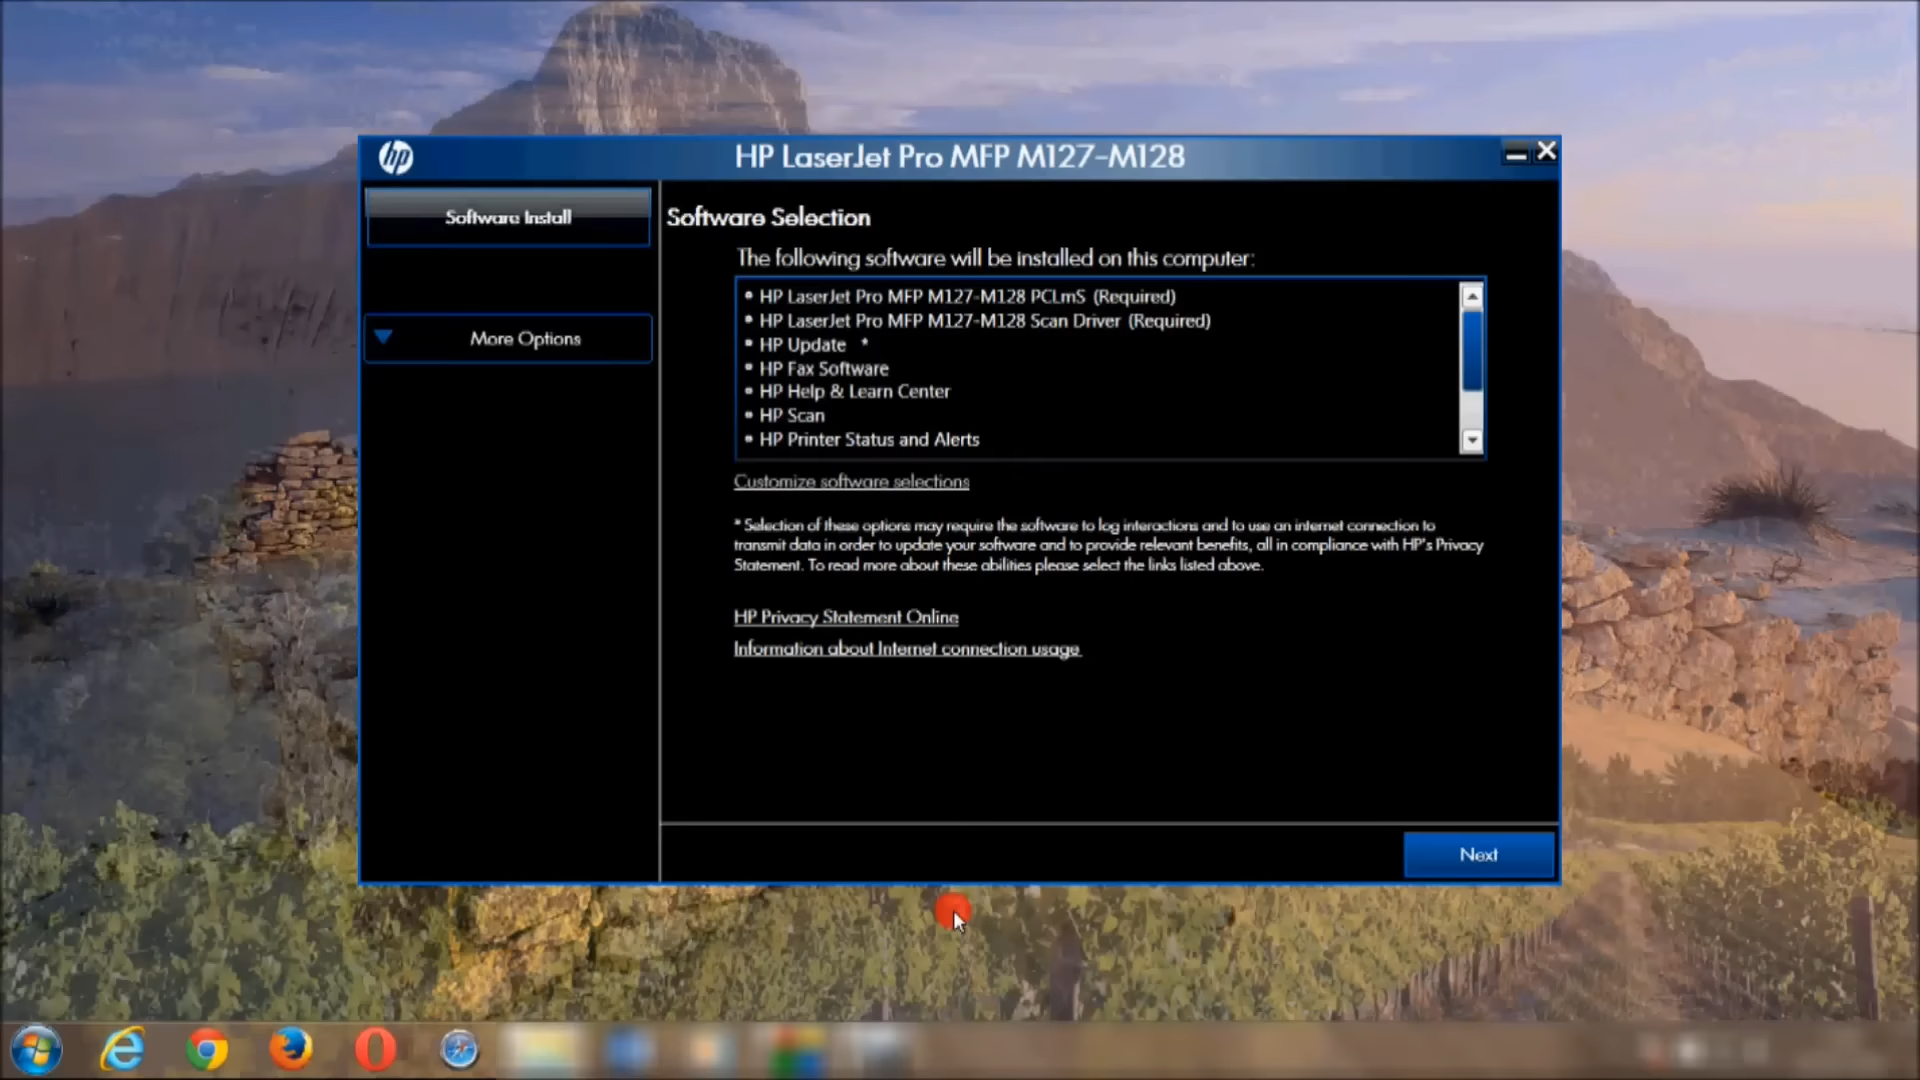 hp
HP LaserJet Pro MFP M127-M128
Software Install
More Options
Software Selection
The following software will be installed on this computer:
• HP LaserJet Pro MFP M127-M128 PCLmS (Required)
• HP LaserJet Pro MFP M127-M128 Scan Driver (Required)
• HP Update *
• HP Fax Software
• HP Help & Learn Center
• HP Scan
• HP Printer Status and Alerts
Customize software selections
* Selection of these options may require the software to log interactions and to use an internet connection to
transmit data in order to update your software and to provide relevant benefits, all in compliance with HP's Privacy
Statement. To read more about these abilities please select the links listed above.
HP Privacy Statement Online
Information about Internet connection usage
Next